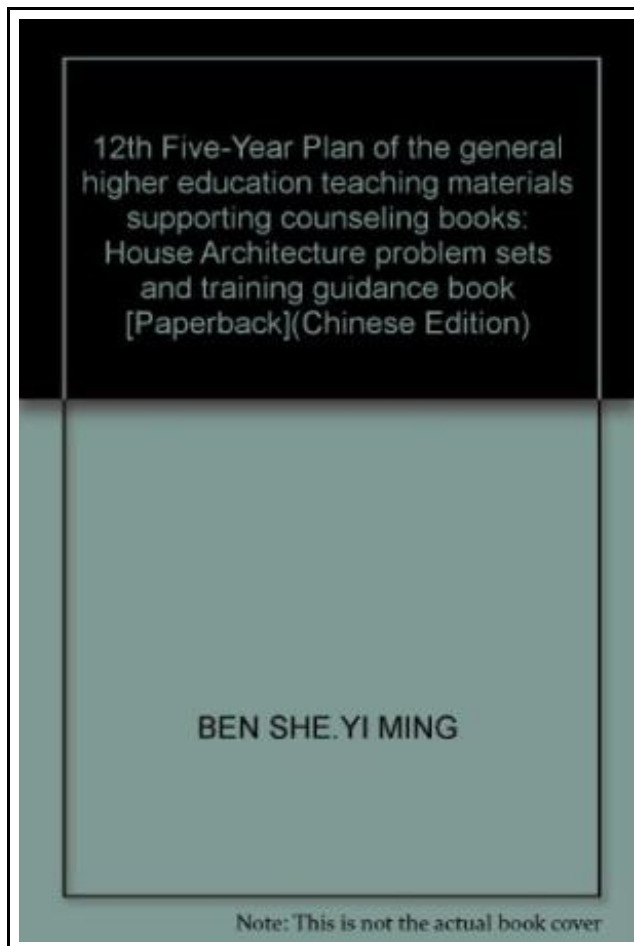 12th Five-Year Plan of the general
higher education teaching materials
supporting counseling books:
House Architecture problem sets
and training guidance book
[Paperback](Chinese Edition)
BEN SHE.YI MING
Note: This is not the actual book cover